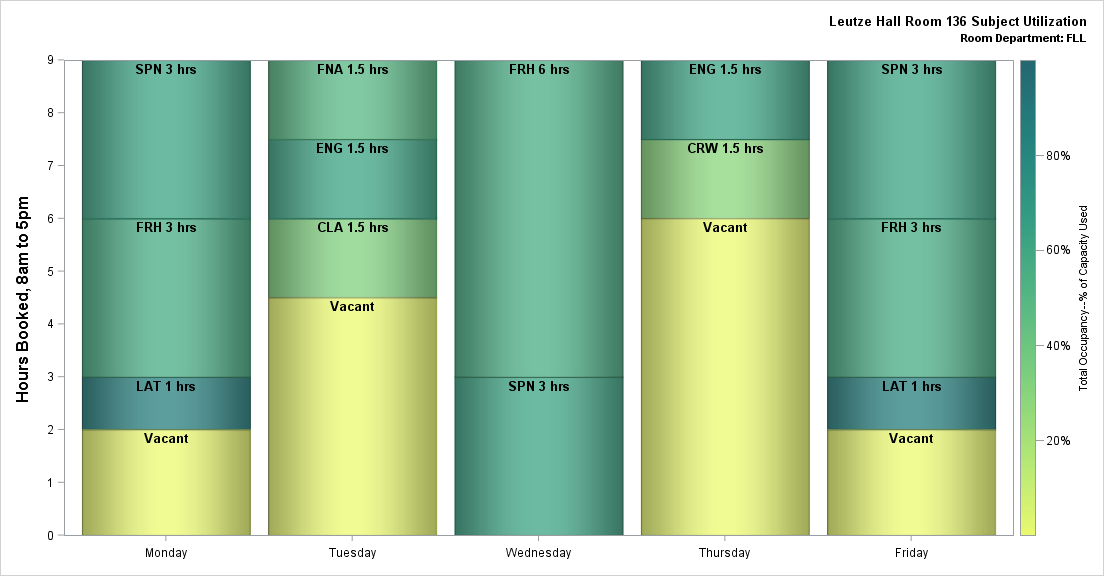 Leutze Hall Room 136 Subject Utilization
Room Department: FLL
Hours Booked, 8am to 5pm
9
8
7
6
5
4
3
2
1
0
SPN 3 hrs
FRH 3 hrs
LAT 1 hrs
Vacant
Monday
FNA 1.5 hrs
ENG 1.5 hrs
CLA 1.5 hrs
Vacant
Tuesday
FRH 6 hrs
SPN 3 hrs
Wednesday
ENG 1.5 hrs
CRW 1.5 hrs
Vacant
Thursday
SPN 3 hrs
FRH 3 hrs
LAT 1 hrs
Vacant
Friday
80%
60%
40%
20%
Total Occupancy--% of Capacity Used